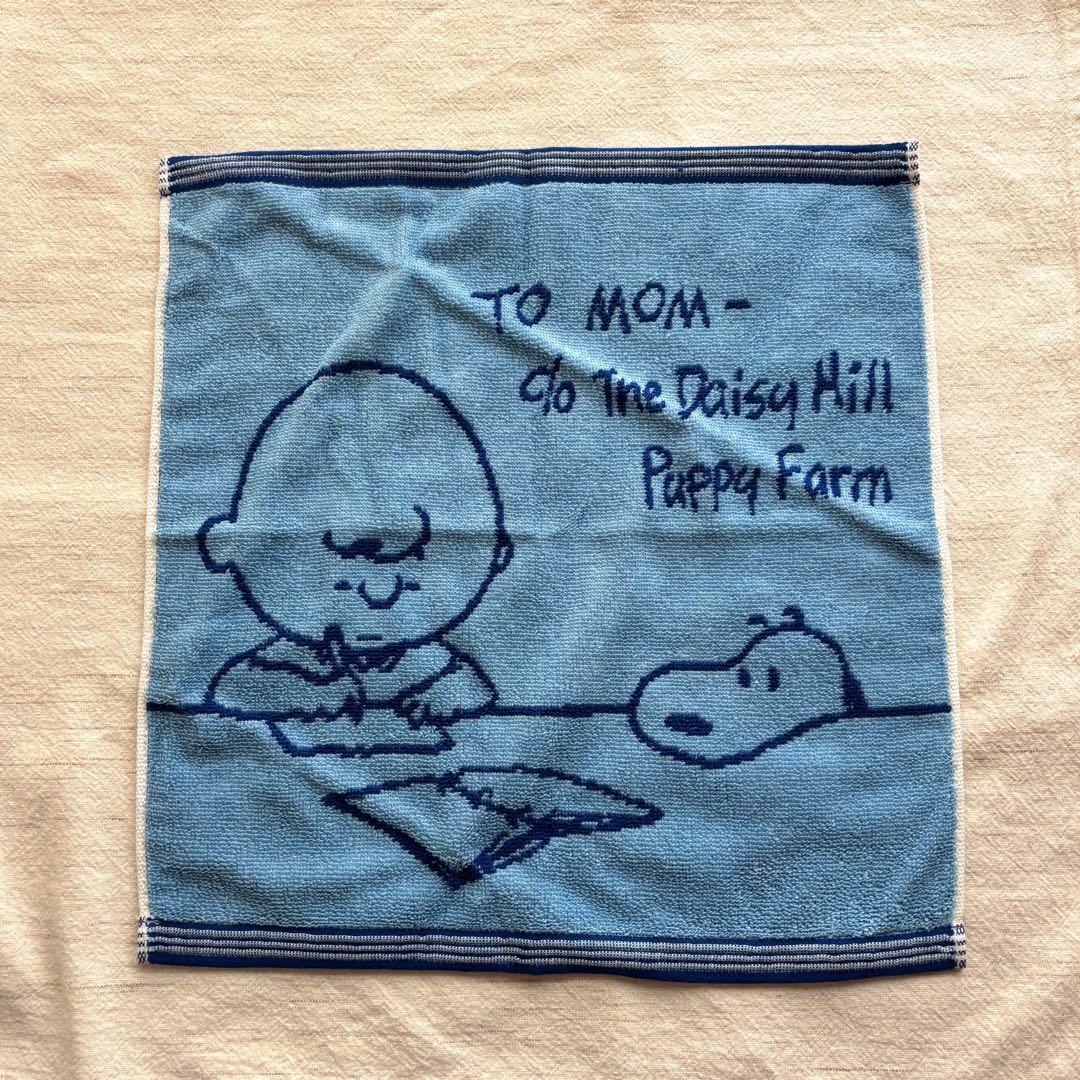 TO MOM -
c/o The Daisy Hill
Puppy Farm